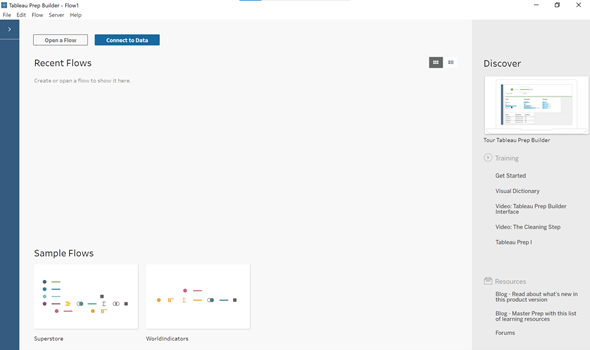 Tableau Prep Builder - Flow1
File Edit Flow Server Help
Open a Flow
Connect to Data
Recent Flows
Create or open a flow to show it here.
Sample Flows
Superstore
WorldIndicators
Discover
Tour Tableau Prep Builder
Training
Get Started
Visual Dictionary
Video: Tableau Prep Builder
Interface
Video: The Cleaning Step
Tableau Prep I
Resources
Blog - Read about what's new in
this product version
Blog - Master Prep with this list
of learning resources
Forums